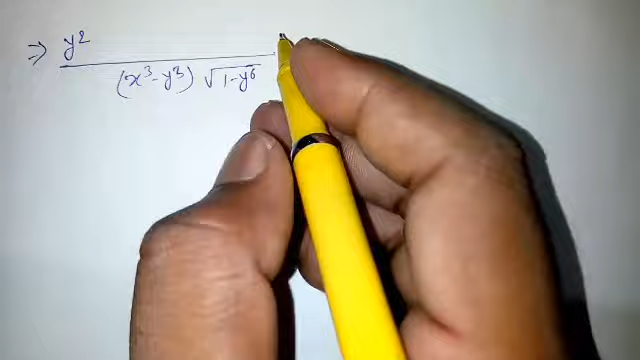 ⇒ y²
(x³-y³) √1-y⁶